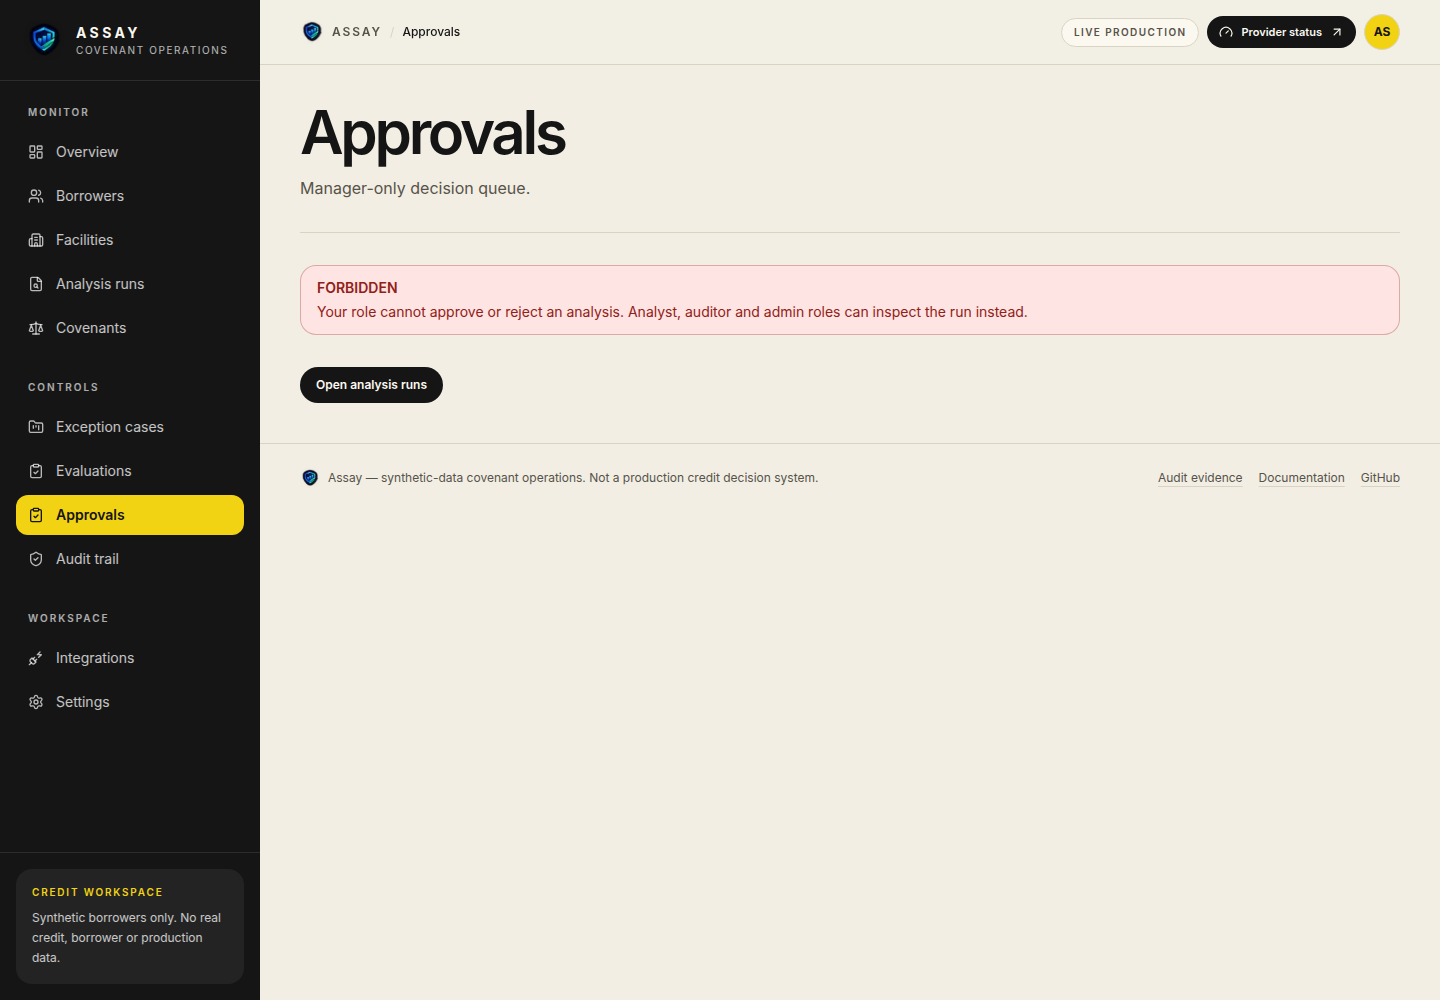 ASSAY
COVENANT OPERATIONS
MONITOR
Overview
Borrowers
Facilities
Analysis runs
Covenants
CONTROLS
Exception cases
Evaluations
Approvals
Audit trail
WORKSPACE
Integrations
Settings
CREDIT WORKSPACE
Synthetic borrowers only. No real
credit, borrower or production
data.
ASSAY / Approvals
LIVE PRODUCTION
Provider status
AS
Approvals
Manager-only decision queue.
FORBIDDEN
Your role cannot approve or reject an analysis. Analyst, auditor and admin roles can inspect the run instead.
Open analysis runs
Assay — synthetic-data covenant operations. Not a production credit decision system.
Audit evidence
Documentation
GitHub